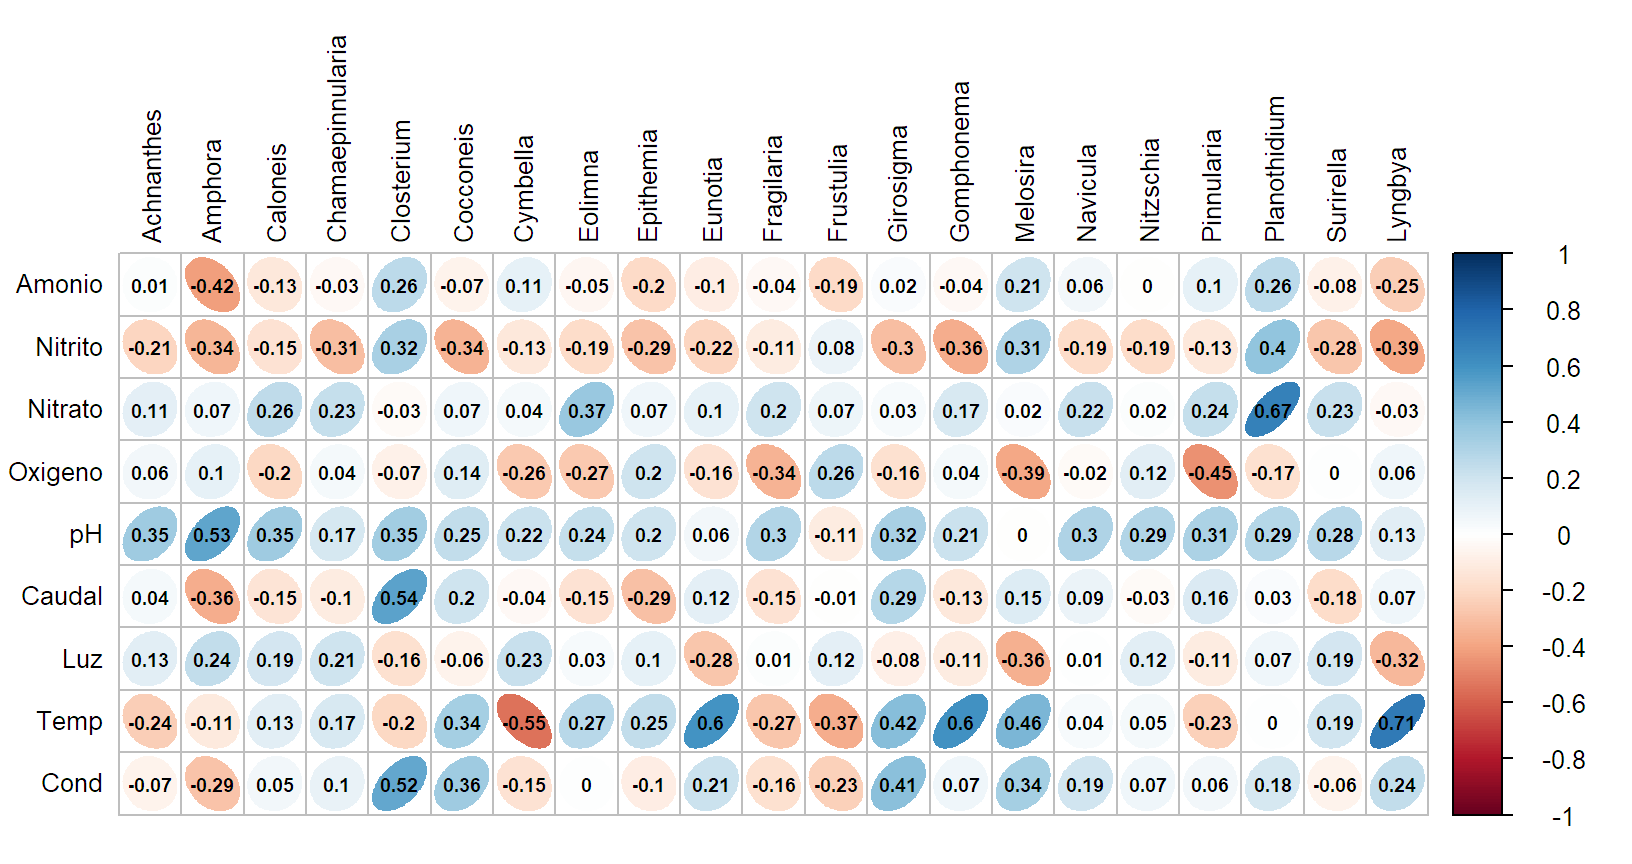 Achnanthes Amphora Caloneis Chamaepinnularia Closterium Cocconeis Cymbella Eolimna Epithemia Eunotia Fragilaria Frustulia Girosigma Gomphonema Melosira Navicula Nitzschia Pinnularia Planothidium Surirella Lyngbya
Amonio 0.01 -0.42 -0.13 -0.03 0.26 -0.07 0.11 -0.05 -0.2 -0.1 -0.04 -0.19 0.02 -0.04 0.21 0.06 0 0.1 0.26 -0.08 -0.25
Nitrito -0.21 -0.34 -0.15 -0.31 0.32 -0.34 -0.13 -0.19 -0.29 -0.22 -0.11 0.08 -0.3 -0.36 0.31 -0.19 -0.19 -0.13 0.4 -0.28 -0.39
Nitrato 0.11 0.07 0.26 0.23 -0.03 0.07 0.04 0.37 0.07 0.1 0.2 0.07 0.03 0.17 0.02 0.22 0.02 0.24 0.67 0.23 -0.03
Oxigeno 0.06 0.1 -0.2 0.04 -0.07 0.14 -0.26 -0.27 0.2 -0.16 -0.34 0.26 -0.16 0.04 -0.39 -0.02 0.12 -0.45 -0.17 0 0.06
pH 0.35 0.53 0.35 0.17 0.35 0.25 0.22 0.24 0.2 0.06 0.3 -0.11 0.32 0.21 0 0.3 0.29 0.31 0.29 0.28 0.13
Caudal 0.04 -0.36 -0.15 -0.1 0.54 0.2 -0.04 -0.15 -0.29 0.12 -0.15 -0.01 0.29 -0.13 0.15 0.09 -0.03 0.16 0.03 -0.18 0.07
Luz 0.13 0.24 0.19 0.21 -0.16 -0.06 0.23 0.03 0.1 -0.28 0.01 0.12 -0.08 -0.11 -0.36 0.01 0.12 -0.11 0.07 0.19 -0.32
Temp -0.24 -0.11 0.13 0.17 -0.2 0.34 -0.55 0.27 0.25 0.6 -0.27 -0.37 0.42 0.6 0.46 0.04 0.05 -0.23 0 0.19 0.71
Cond -0.07 -0.29 0.05 0.1 0.52 0.36 -0.15 0 -0.1 0.21 -0.16 -0.23 0.41 0.07 0.34 0.19 0.07 0.06 0.18 -0.06 0.24
1
0.8
0.6
0.4
0.2
0
-0.2
-0.4
-0.6
-0.8
-1